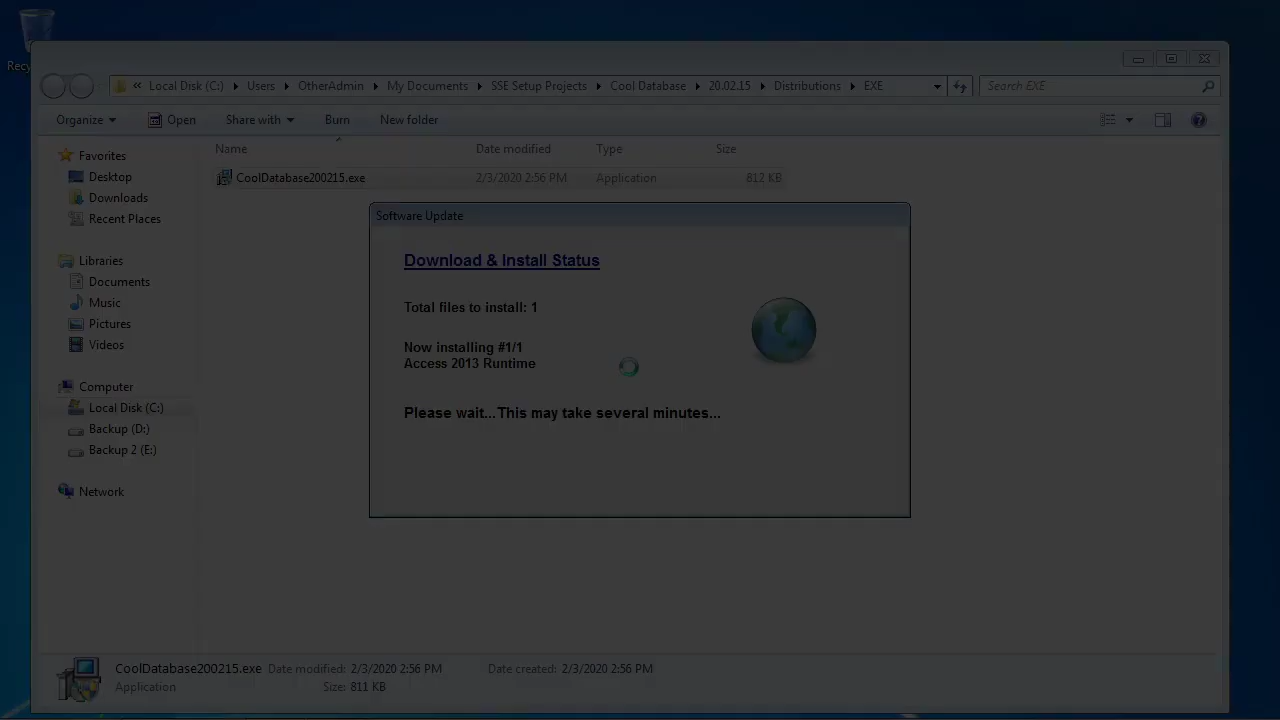 Recy
« Local Disk (C:) Users OtherAdmin My Documents SSE Setup Projects Cool Database 20.02.15 Distributions EXE
Search EXE
Organize Open Share with Burn New folder
Name Date modified Type Size
CoolDatabase200215.exe 2/3/2020 2:56 PM Application 812 KB
Favorites
Desktop
Downloads
Recent Places
Libraries
Documents
Music
Pictures
Videos
Computer
Local Disk (C:)
Backup (D:)
Backup 2 (E:)
Network
Software Update
Download & Install Status
Total files to install: 1
Now installing #1/1
Access 2013 Runtime
Please wait...This may take several minutes...
CoolDatabase200215.exe Date modified: 2/3/2020 2:56 PM Date created: 2/3/2020 2:56 PM
Application Size: 811 KB